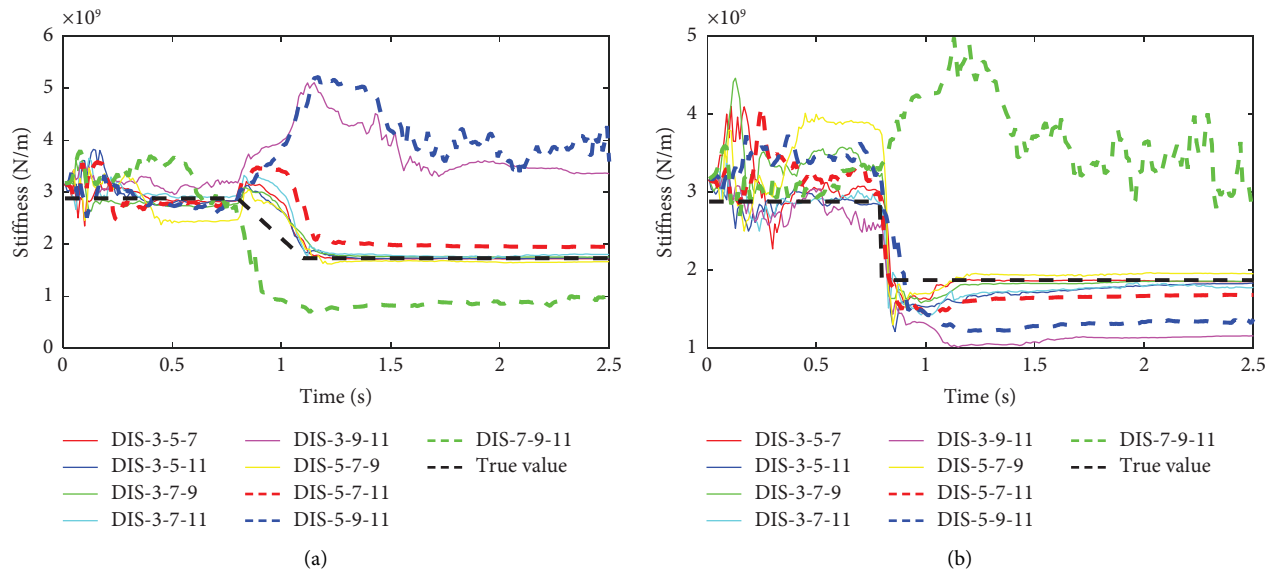 ×10⁹
6
5
4
3
2
1
0
Stiffness (N/m)
0 0.5 1 1.5 2 2.5
Time (s)
DIS-3-5-7
DIS-3-5-11
DIS-3-7-9
DIS-3-7-11
DIS-3-9-11
DIS-5-7-9
DIS-5-7-11
DIS-5-9-11
DIS-7-9-11
True value
(a)
×10⁹
5
4
3
2
1
Stiffness (N/m)
0 0.5 1 1.5 2 2.5
Time (s)
DIS-3-5-7
DIS-3-5-11
DIS-3-7-9
DIS-3-7-11
DIS-3-9-11
DIS-5-7-9
DIS-5-7-11
DIS-5-9-11
DIS-7-9-11
True value
(b)